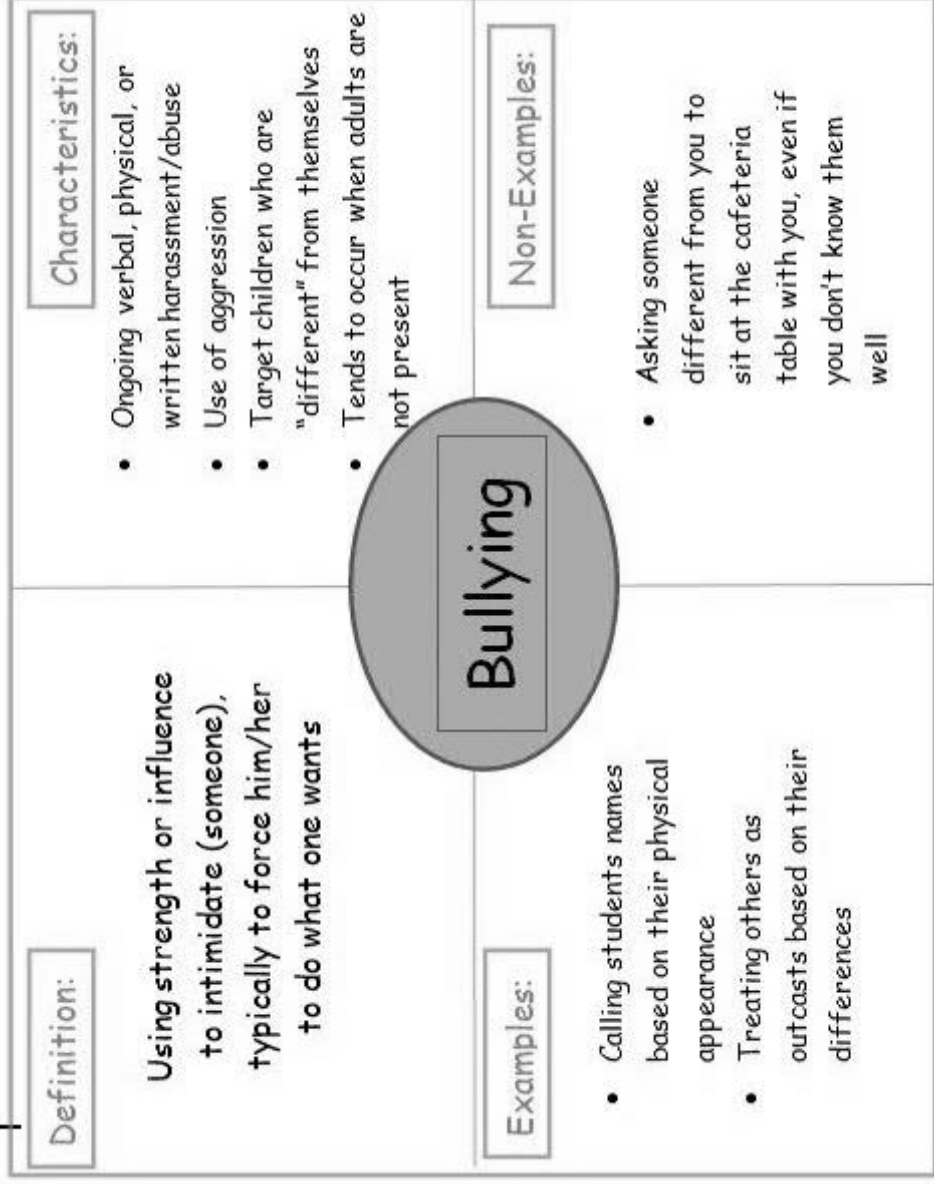 Definition:
Using strength or influence
to intimidate (someone),
typically to force him/her
to do what one wants
Characteristics:
• Ongoing verbal, physical, or
written harassment/abuse
• Use of aggression
• Target children who are
"different" from themselves
• Tends to occur when adults are
not present
Bullying
Examples:
• Calling students names
based on their physical
appearance
• Treating others as
outcasts based on their
differences
Non-Examples:
• Asking someone
different from you to
sit at the cafeteria
table with you, even if
you don't know them
well